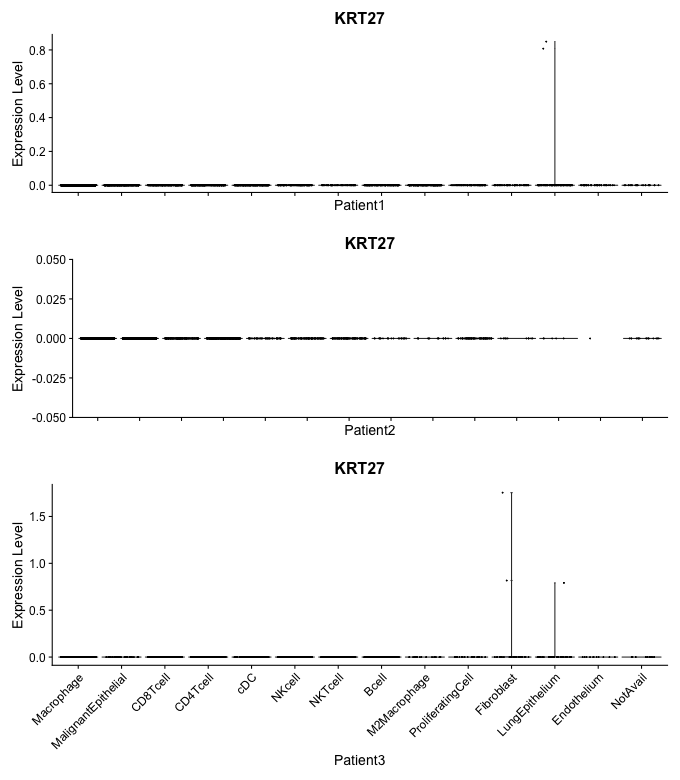 KRT27
Expression Level
0.8
0.6
0.4
0.2
0.0
Patient1
KRT27
Expression Level
0.050
0.025
0.000
-0.025
-0.050
Patient2
KRT27
Expression Level
1.5
1.0
0.5
0.0
Macrophage
MalignantEpithelial
CD8Tcell
CD4Tcell
cDC
NKcell
NKTcell
Bcell
M2Macrophage
ProliferatingCell
Fibroblast
LungEpithelium
Endothelium
NotAvail
Patient3